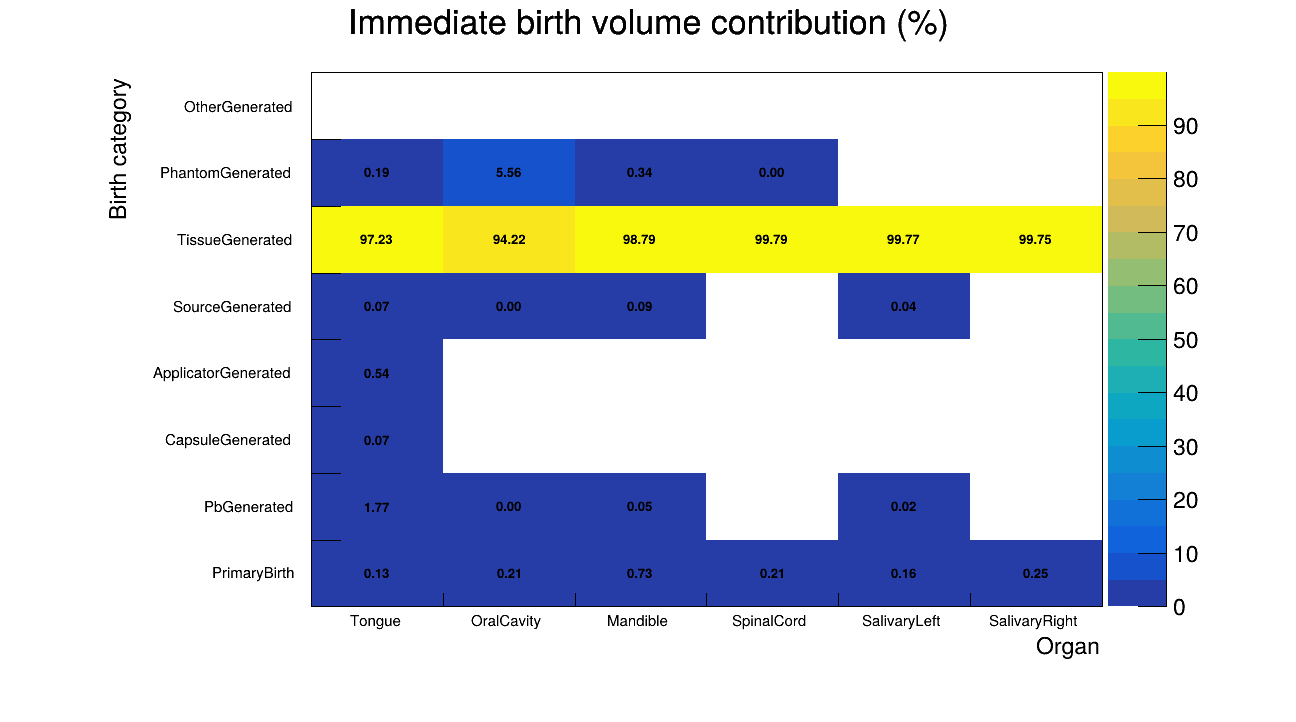 Immediate birth volume contribution (%)
Birth category
OtherGenerated
PhantomGenerated 0.19 5.56 0.34 0.00
TissueGenerated 97.23 94.22 98.79 99.79 99.77 99.75
SourceGenerated 0.07 0.00 0.09 0.04
ApplicatorGenerated 0.54
CapsuleGenerated 0.07
PbGenerated 1.77 0.00 0.05 0.02
PrimaryBirth 0.13 0.21 0.73 0.21 0.16 0.25
Tongue OralCavity Mandible SpinalCord SalivaryLeft SalivaryRight
Organ
90
80
70
60
50
40
30
20
10
0